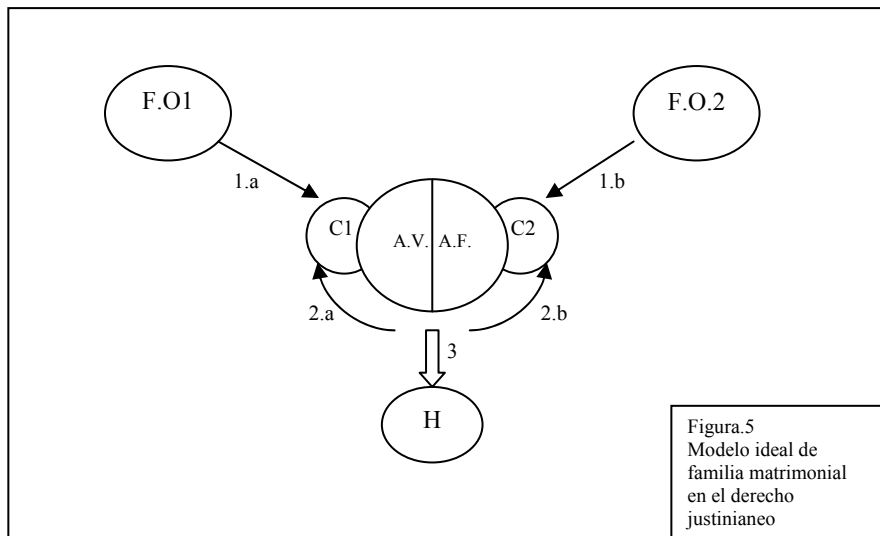 F.O1
F.O.2
1.a
1.b
C1
A.V.
A.F.
C2
2.a
2.b
3
H
Figura.5
Modelo ideal de
familia matrimonial
en el derecho
justinianeo